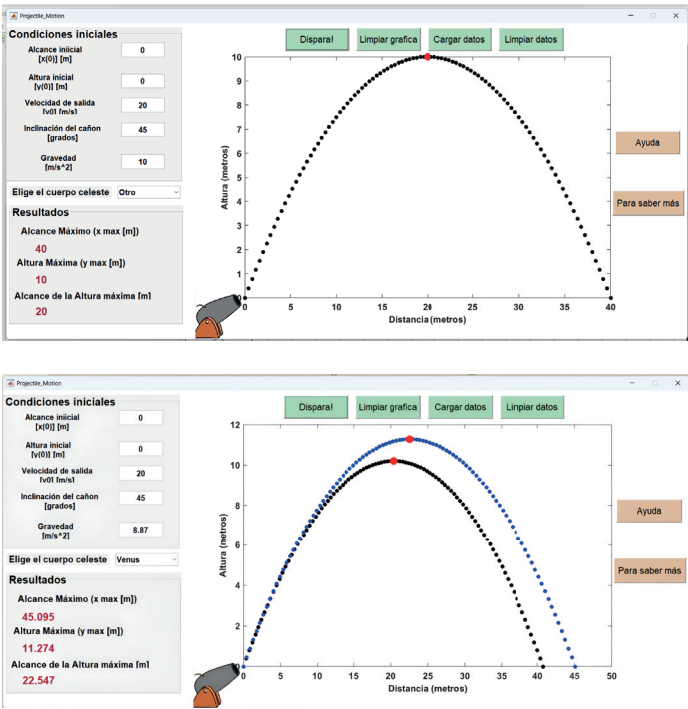 Projectile_Motion
Condiciones iniciales
Alcance iniicial
[x(0)] [m]
0
Altura inicial
[y(0)] [m]
0
Velocidad de salida
[v0] [m/s]
20
Inclinación del cañon
[grados]
45
Gravedad
[m/s^2]
10
Elige el cuerpo celeste
Otro
Resultados
Alcance Máximo (x max [m])
40
Altura Máxima (y max [m])
10
Alcance de la Altura máxima [m]
20
Dispara!
Limpiar grafica
Cargar datos
Limpiar datos
Altura (metros)
10
9
8
7
6
5
4
3
2
1
0
5
10
15
20
25
30
35
40
Distancia (metros)
Ayuda
Para saber más
Projectile_Motion
Condiciones iniciales
Alcance iniicial
[x(0)] [m]
0
Altura inicial
[y(0)] [m]
0
Velocidad de salida
[v0] [m/s]
20
Inclinación del cañon
[grados]
45
Gravedad
[m/s^2]
8.87
Elige el cuerpo celeste
Venus
Resultados
Alcance Máximo (x max [m])
45.095
Altura Máxima (y max [m])
11.274
Alcance de la Altura máxima [m]
22.547
Dispara!
Limpiar grafica
Cargar datos
Linpiar datos
Altura (metros)
12
10
8
6
4
2
0
5
10
15
20
25
30
35
40
45
50
Distancia (metros)
Ayuda
Para saber más